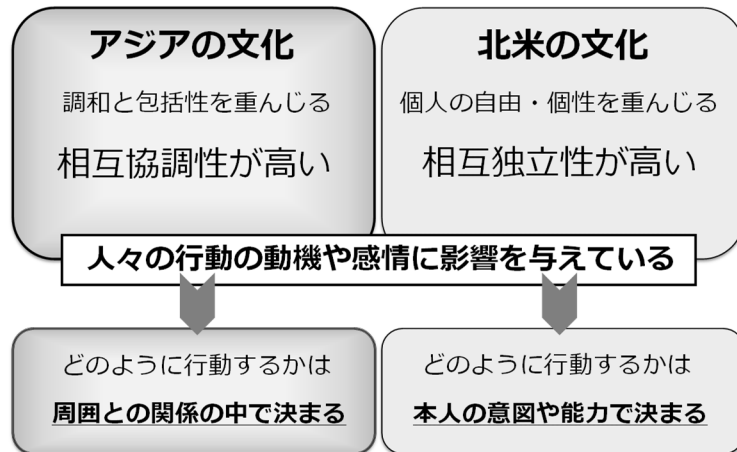 アジアの文化
調和と包括性を重んじる
相互協調性が高い
北米の文化
個人の自由・個性を重んじる
相互独立性が高い
人々の行動の動機や感情に影響を与えている
どのように行動するかは
周囲との関係の中で決まる
どのように行動するかは
本人の意図や能力で決まる